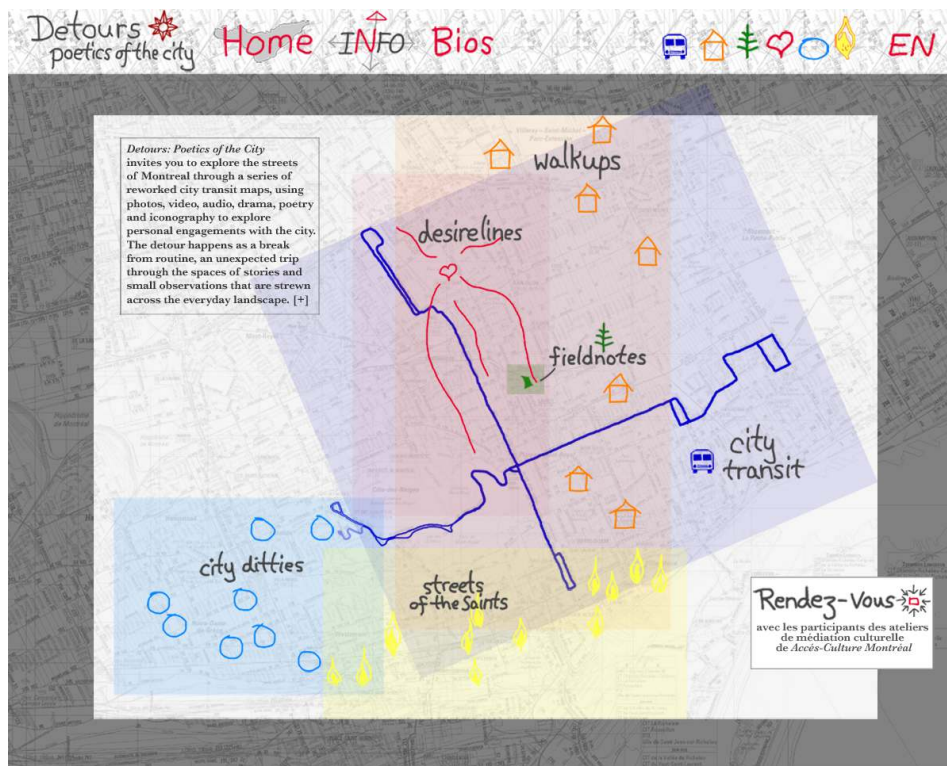 Detours
poetics of the city
Home
INFO
Bios
EN
Detours: Poetics of the City
invites you to explore the streets
of Montreal through a series of
reworked city transit maps, using
photos, video, audio, drama, poetry
and iconography to explore
personal engagements with the city.
The detour happens as a break
from routine, an unexpected trip
through the spaces of stories and
small observations that are strewn
across the everyday landscape. [+]
walkups
desirelines
fieldnotes
city
transit
city ditties
streets
of the Saints
Rendez-Vous
avec les participants des ateliers
de médiation culturelle
de Accès-Culture Montréal